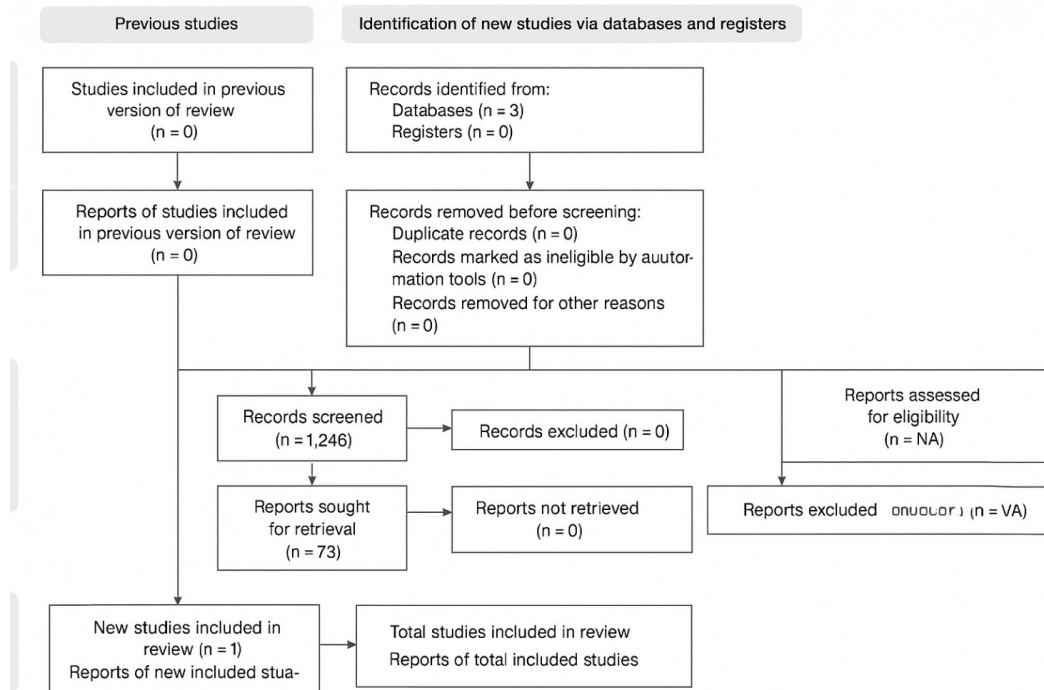 Previous studies
Identification of new studies via databases and registers
Studies included in previous
version of review
(n = 0)
Records identified from:
Databases (n = 3)
Registers (n = 0)
Reports of studies included
in previous version of review
(n = 0)
Records removed before screening:
Duplicate records (n = 0)
Records marked as ineligible by auutor-
mation tools (n = 0)
Records removed for other reasons
(n = 0)
Records screened
(n = 1,246)
Records excluded (n = 0)
Reports assessed
for eligibility
(n = NA)
Reports sought
for retrieval
(n = 73)
Reports not retrieved
(n = 0)
Reports excluded (n = VA)
New studies included in
review (n = 1)
Reports of new included stua-
Total studies included in review
Reports of total included studies